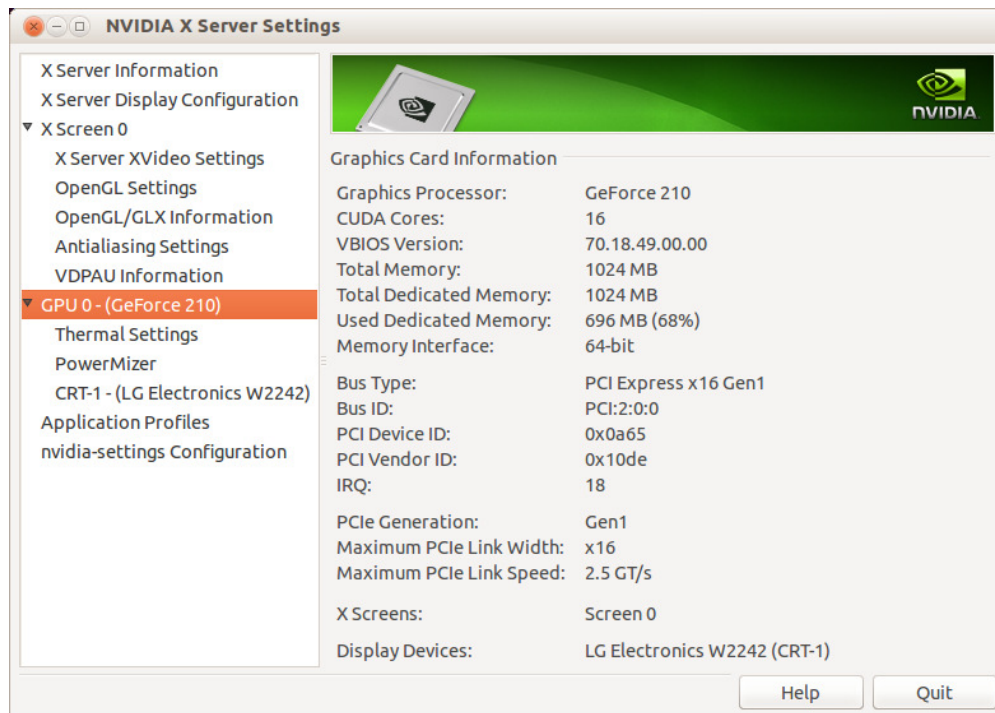 NVIDIA X Server Settings
X Server Information
X Server Display Configuration
X Screen 0
X Server XVideo Settings
OpenGL Settings
OpenGL/GLX Information
Antialiasing Settings
VDPAU Information
GPU 0 - (GeForce 210)
Thermal Settings
PowerMizer
CRT-1 - (LG Electronics W2242)
Application Profiles
nvidia-settings Configuration
NVIDIA.
Graphics Card Information
Graphics Processor: GeForce 210
CUDA Cores: 16
VBIOS Version: 70.18.49.00.00
Total Memory: 1024 MB
Total Dedicated Memory: 1024 MB
Used Dedicated Memory: 696 MB (68%)
Memory Interface: 64-bit
Bus Type: PCI Express x16 Gen1
Bus ID: PCI:2:0:0
PCI Device ID: 0x0a65
PCI Vendor ID: 0x10de
IRQ: 18
PCIe Generation: Gen1
Maximum PCIe Link Width: x16
Maximum PCIe Link Speed: 2.5 GT/s
X Screens: Screen 0
Display Devices: LG Electronics W2242 (CRT-1)
Help Quit